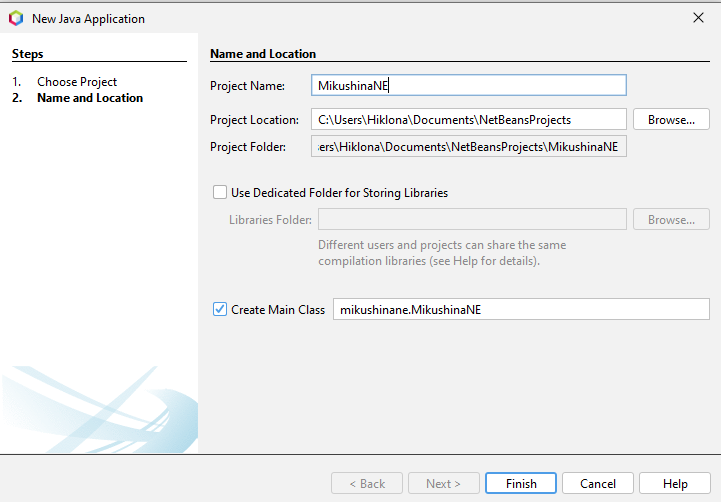 New Java Application
Steps
1. Choose Project
2. Name and Location
Name and Location
Project Name: MikushinaNE
Project Location: C:\Users\Hiklona\Documents\NetBeansProjects Browse...
Project Folder: ers\Hiklona\Documents\NetBeansProjects\MikushinaNE
Use Dedicated Folder for Storing Libraries
Libraries Folder: Browse...
Different users and projects can share the same
compilation libraries (see Help for details).
Create Main Class mikushinane.MikushinaNE
< Back Next > Finish Cancel Help